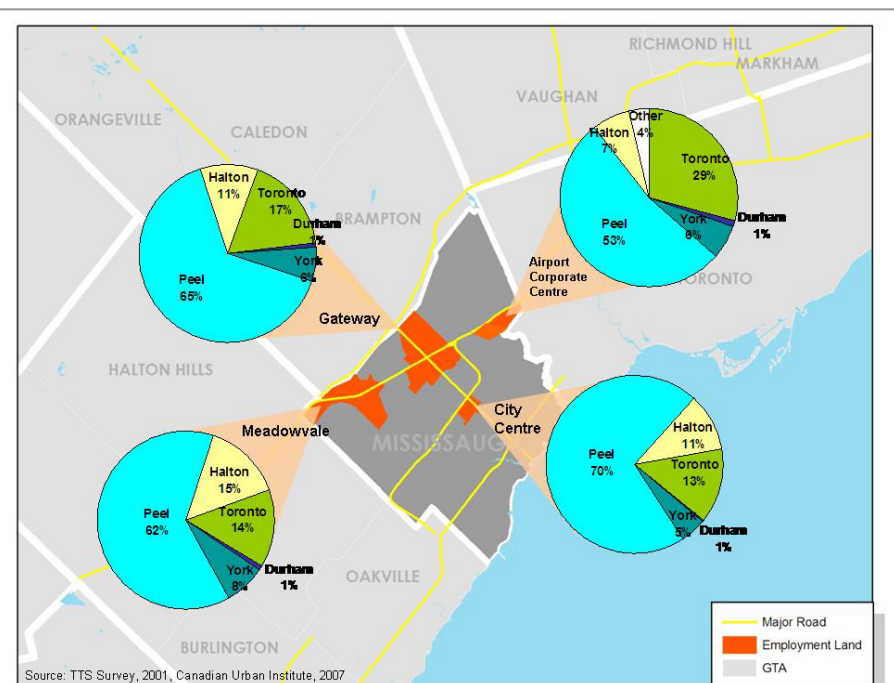 RICHMOND HILL
MARKHAM
VAUGHAN
ORANGEVILLE
CALEDON
Other
4%
Halton
7%
Toronto
29%
Peel
53%
York
6%
Durham
1%
Halton
11%
Toronto
17%
Durham
1%
York
6%
Peel
65%
BRAMPTON
Airport
Corporate
Centre
TORONTO
Gateway
HALTON HILLS
Meadowvale
City
Centre
MISSISSAUG
Peel
70%
Halton
11%
Toronto
13%
York
5%
Durham
1%
Halton
15%
Peel
62%
Toronto
14%
York
8%
Durham
1%
OAKVILLE
BURLINGTON
Major Road
Employment Land
GTA
Source: TTS Survey, 2001, Canadian Urban Institute, 2007